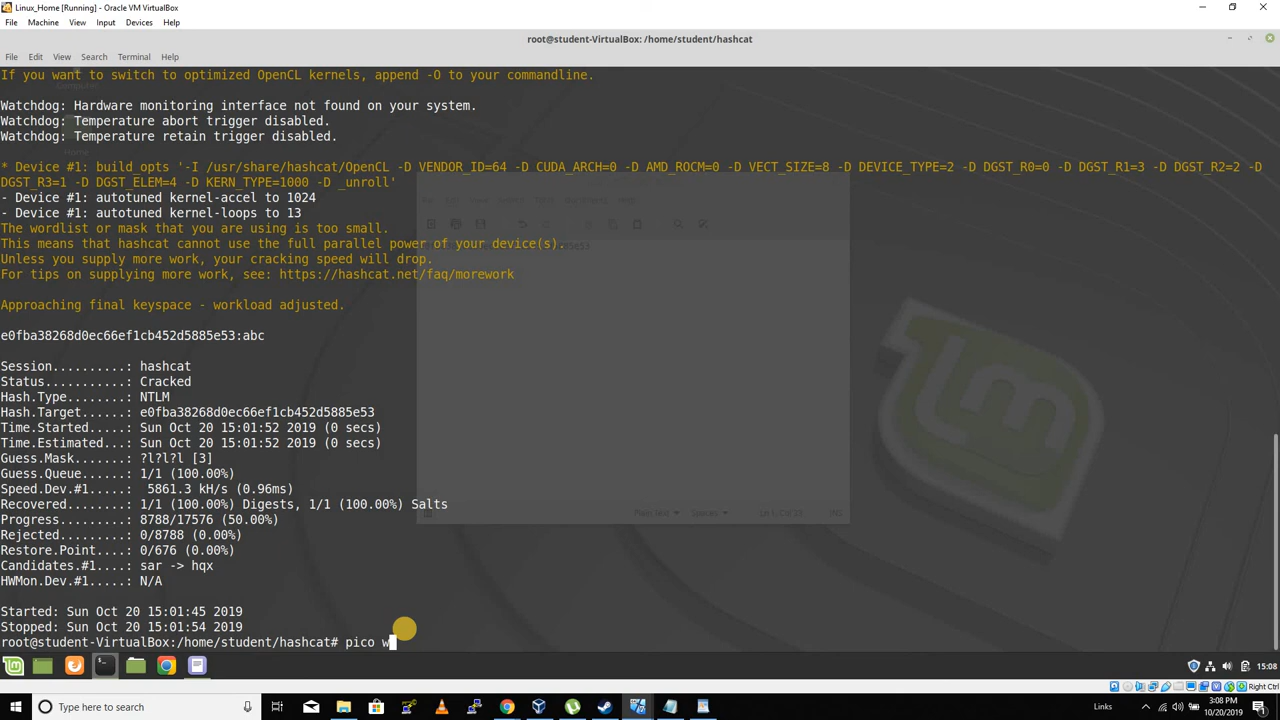 Linux_Home [Running] - Oracle VM VirtualBox
File Machine View Input Devices Help
root@student-VirtualBox: /home/student/hashcat
File Edit View Search Terminal Help
If you want to switch to optimized OpenCL kernels, append -O to your commandline.
Watchdog: Hardware monitoring interface not found on your system.
Watchdog: Temperature abort trigger disabled.
Watchdog: Temperature retain trigger disabled.
* Device #1: build_opts '-I /usr/share/hashcat/OpenCL -D VENDOR_ID=64 -D CUDA_ARCH=0 -D AMD_ROCM=0 -D VECT_SIZE=8 -D DEVICE_TYPE=2 -D DGST_R0=0 -D DGST_R1=3 -D DGST_R2=2 -D
DGST_R3=1 -D DGST_ELEM=4 -D KERN_TYPE=1000 -D _unroll'
- Device #1: autotuned kernel-accel to 1024
- Device #1: autotuned kernel-loops to 13
The wordlist or mask that you are using is too small.
This means that hashcat cannot use the full parallel power of your device(s).
Unless you supply more work, your cracking speed will drop.
For tips on supplying more work, see: https://hashcat.net/faq/morework
Approaching final keyspace - workload adjusted.
e0fba38268d0ec66ef1cb452d5885e53:abc
Session..........: hashcat
Status...........: Cracked
Hash.Type........: NTLM
Hash.Target......: e0fba38268d0ec66ef1cb452d5885e53
Time.Started.....: Sun Oct 20 15:01:52 2019 (0 secs)
Time.Estimated...: Sun Oct 20 15:01:52 2019 (0 secs)
Guess.Mask.......: ?l?l?l [3]
Guess.Queue......: 1/1 (100.00%)
Speed.Dev.#1.....: 5861.3 kH/s (0.96ms)
Recovered........: 1/1 (100.00%) Digests, 1/1 (100.00%) Salts
Progress.........: 8788/17576 (50.00%)
Rejected.........: 0/8788 (0.00%)
Restore.Point....: 0/676 (0.00%)
Candidates.#1....: sar -> hqx
HWMon.Dev.#1.....: N/A
Started: Sun Oct 20 15:01:45 2019
Stopped: Sun Oct 20 15:01:54 2019
root@student-VirtualBox:/home/student/hashcat# pico w
15:08
Right Ctrl
Type here to search
Links
3:08 PM
10/20/2019